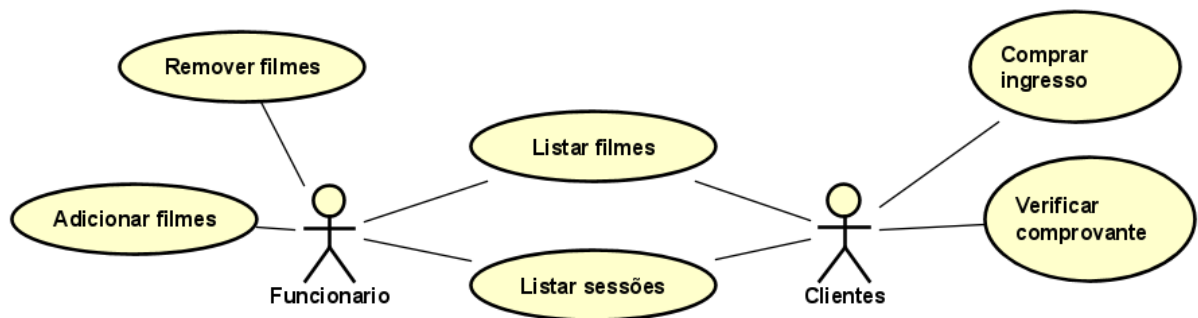 Remover filmes
Comprar
ingresso
Listar filmes
Adicionar filmes
Verificar
comprovante
Listar sessões
Funcionario
Clientes